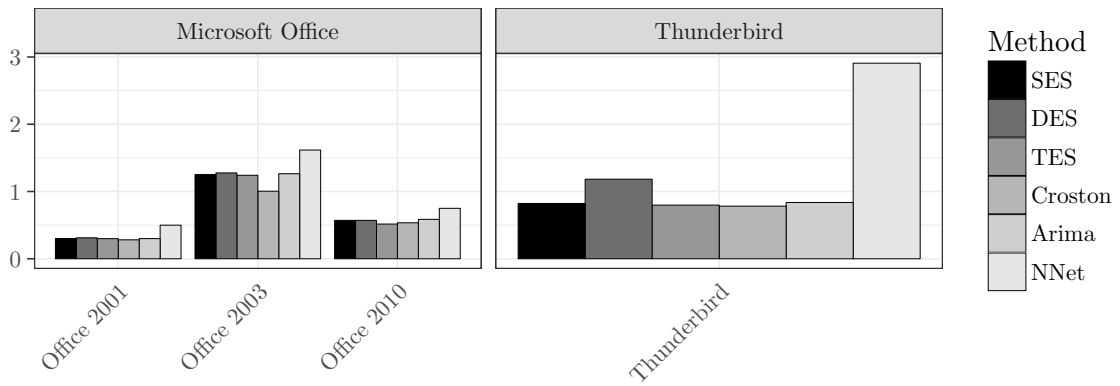 Microsoft Office
Thunderbird
3
2
1
0
Office 2001
Office 2003
Office 2010
Thunderbird
Method
SES
DES
TES
Croston
Arima
NNet